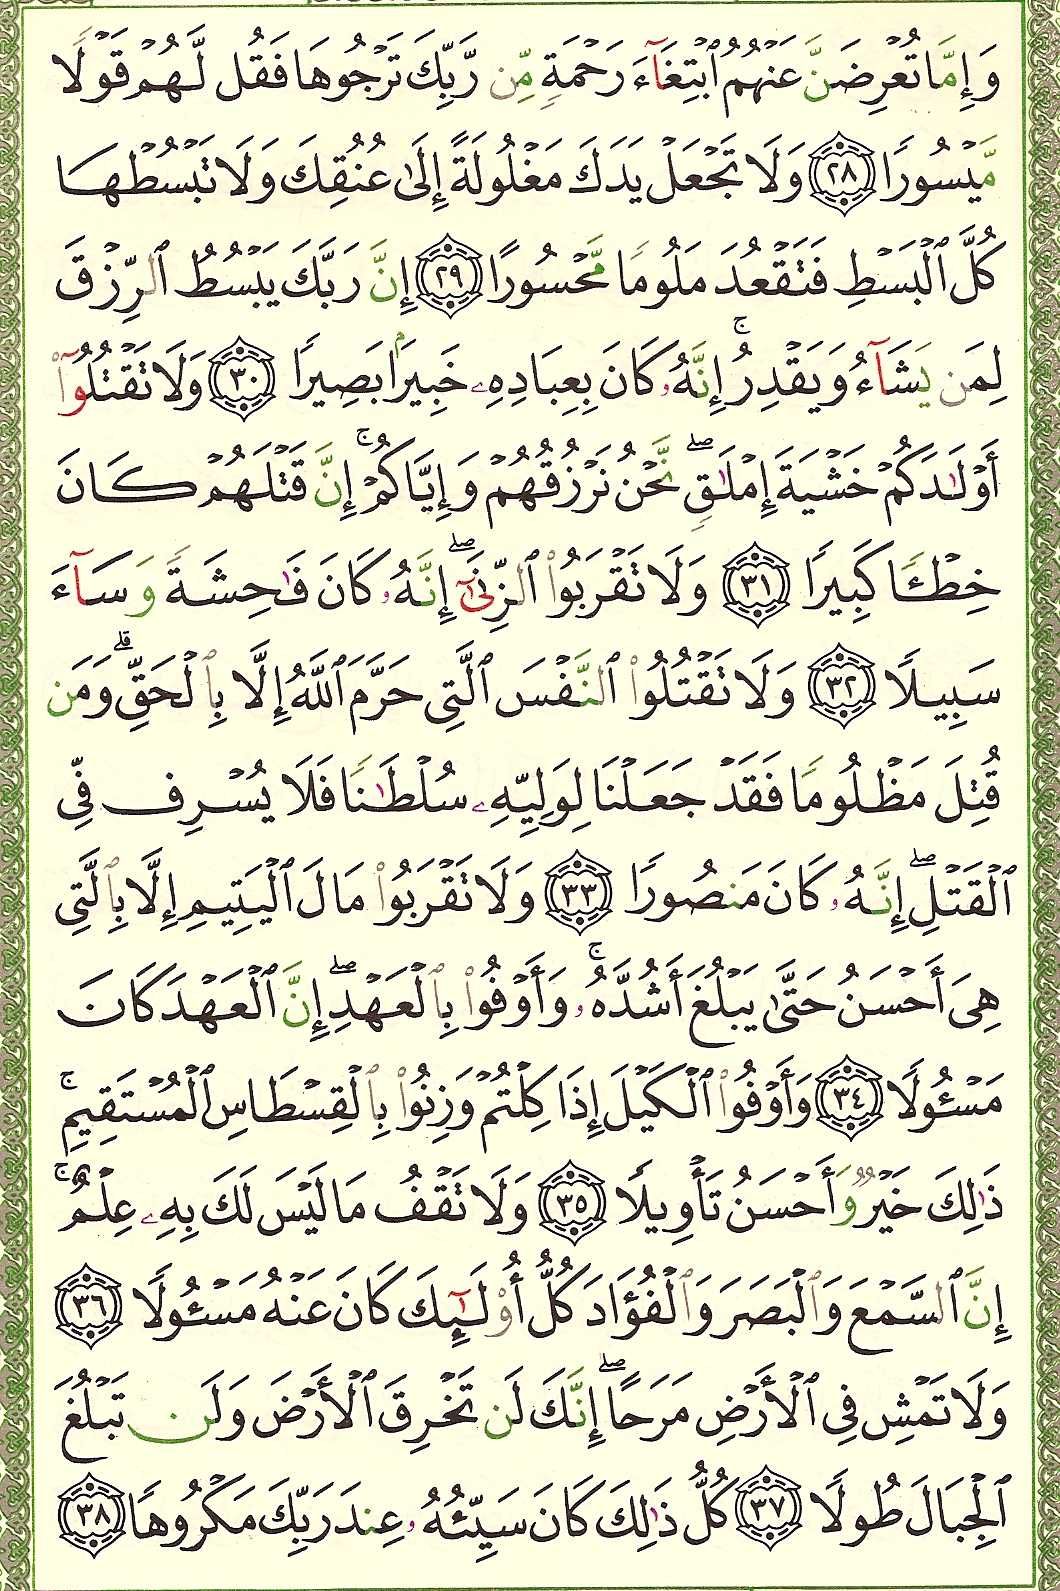 وَإِمَّا تُعْرِضَنَّ عَنْهُمُ ٱبْتِغَآءَ رَحْمَةٍ مِّن رَّبِّكَ تَرْجُوهَا فَقُل لَّهُمْ قَوْلًا
مَّيْسُورًا ٢٨ وَلَا تَجْعَلْ يَدَكَ مَغْلُولَةً إِلَىٰ عُنُقِكَ وَلَا تَبْسُطْهَا
كُلَّ ٱلْبَسْطِ فَتَقْعُدَ مَلُومًا مَّحْسُورًا ٢٩ إِنَّ رَبَّكَ يَبْسُطُ ٱلرِّزْقَ
لِمَن يَشَآءُ وَيَقْدِرُ ۚ إِنَّهُۥ كَانَ بِعِبَادِهِۦ خَبِيرًۢا بَصِيرًا ٣٠ وَلَا تَقْتُلُوٓا۟
أَوْلَـٰدَكُمْ خَشْيَةَ إِمْلَـٰقٍ ۖ نَّحْنُ نَرْزُقُهُمْ وَإِيَّاكُمْ ۚ إِنَّ قَتْلَهُمْ كَانَ
خِطْـًٔا كَبِيرًا ٣١ وَلَا تَقْرَبُوا۟ ٱلزِّنَىٰٓ ۖ إِنَّهُۥ كَانَ فَـٰحِشَةً وَسَآءَ
سَبِيلًا ٣٢ وَلَا تَقْتُلُوا۟ ٱلنَّفْسَ ٱلَّتِى حَرَّمَ ٱللَّهُ إِلَّا بِٱلْحَقِّ ۗ وَمَن
قُتِلَ مَظْلُومًا فَقَدْ جَعَلْنَا لِوَلِيِّهِۦ سُلْطَـٰنًا فَلَا يُسْرِف فِّى
ٱلْقَتْلِ ۖ إِنَّهُۥ كَانَ مَنصُورًا ٣٣ وَلَا تَقْرَبُوا۟ مَالَ ٱلْيَتِيمِ إِلَّا بِٱلَّتِى
هِىَ أَحْسَنُ حَتَّىٰ يَبْلُغَ أَشُدَّهُۥ ۚ وَأَوْفُوا۟ بِٱلْعَهْدِ ۖ إِنَّ ٱلْعَهْدَ كَانَ
مَسْـُٔولًا ٣٤ وَأَوْفُوا۟ ٱلْكَيْلَ إِذَا كِلْتُمْ وَزِنُوا۟ بِٱلْقِسْطَاسِ ٱلْمُسْتَقِيمِ ۚ
ذَٰلِكَ خَيْرٌ وَأَحْسَنُ تَأْوِيلًا ٣٥ وَلَا تَقْفُ مَا لَيْسَ لَكَ بِهِۦ عِلْمٌ ۚ
إِنَّ ٱلسَّمْعَ وَٱلْبَصَرَ وَٱلْفُؤَادَ كُلُّ أُو۟لَـٰٓئِكَ كَانَ عَنْهُ مَسْـُٔولًا ٣٦
وَلَا تَمْشِ فِى ٱلْأَرْضِ مَرَحًا ۖ إِنَّكَ لَن تَخْرِقَ ٱلْأَرْضَ وَلَن تَبْلُغَ
ٱلْجِبَالَ طُولًا ٣٧ كُلُّ ذَٰلِكَ كَانَ سَيِّئُهُۥ عِندَ رَبِّكَ مَكْرُوهًا ٣٨